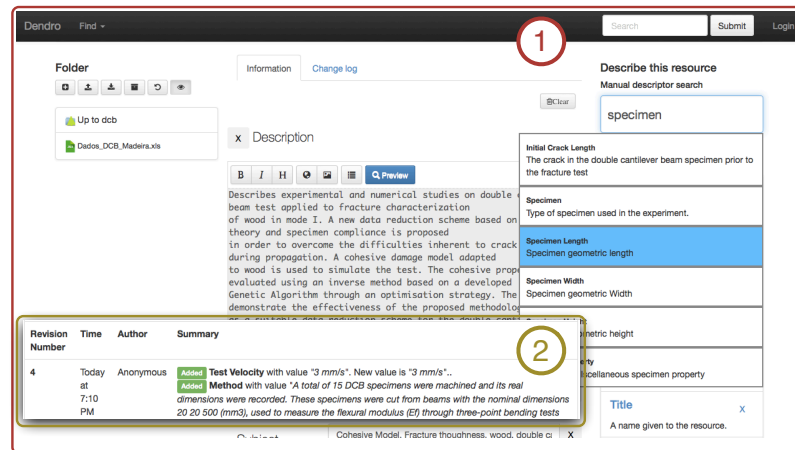 Dendro Find Search Submit Login
1
Folder
Information Change log
Describe this resource
Manual descriptor search
Clear
specimen
Up to dcb
Dados_DCB_Madeira.xls
x Description
B I H Preview
Initial Crack Length
The crack in the double cantilever beam specimen prior to
the fracture test
Specimen
Type of specimen used in the experiment.
Specimen Length
Specimen geometric length
Specimen Width
Specimen geometric Width
Describes experimental and numerical studies on double
beam test applied to fracture characterization
of wood in mode I. A new data reduction scheme based on
theory and specimen compliance is proposed
in order to overcome the difficulties inherent to crack
during propagation. A cohesive damage model adapted
to wood is used to simulate the test. The cohesive prope
evaluated using an inverse method based on a developed
Genetic Algorithm through an optimisation strategy. The
demonstrate the effectiveness of the proposed methodolog
2
Revision Number Time Author Summary
4 Today at 7:10 PM Anonymous
Added Test Velocity with value "3 mm/s". New value is "3 mm/s"..
Added Method with value "A total of 15 DCB specimens were machined and its real
dimensions were recorded. These specimens were cut from beams with the nominal dimensions
20 20 500 (mm3), used to measure the flexural modulus (Ef) through three-point bending tests
metric height
cellaneous specimen property
Title x
A name given to the resource.
Cohesive Model, Fracture thoughness, wood, double ca X